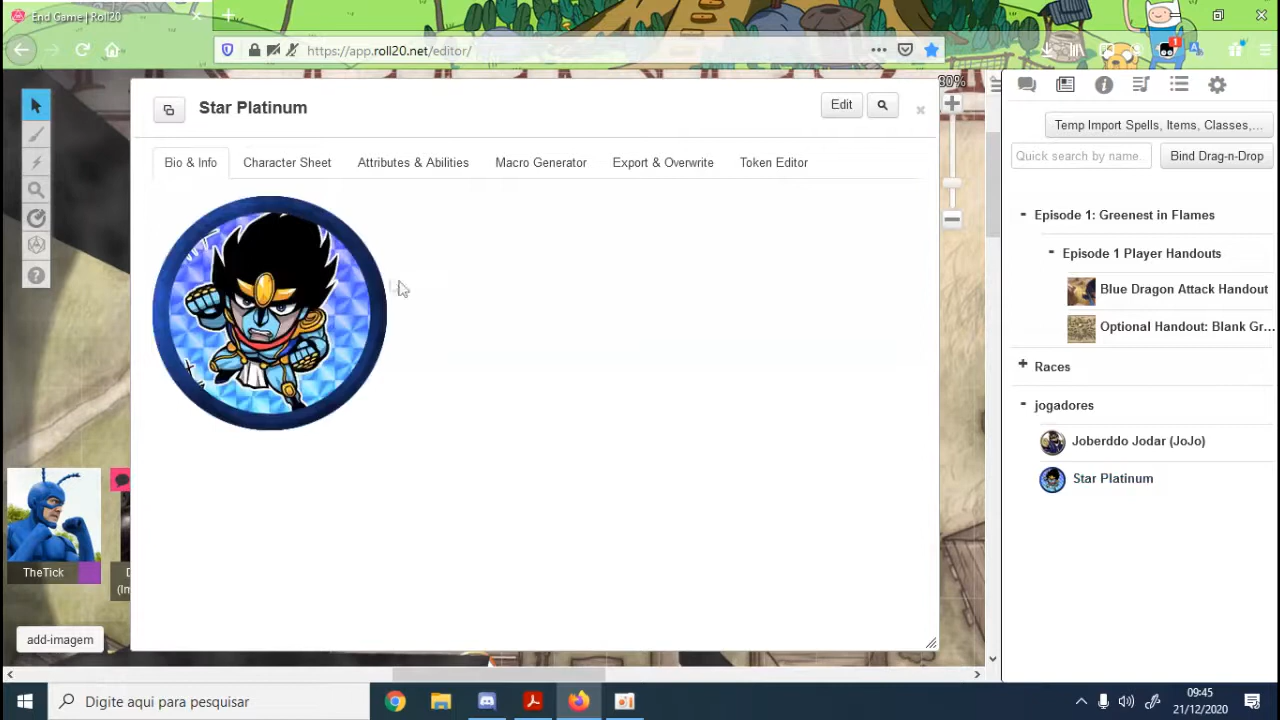 End Game | Roll20
https://app.roll20.net/editor/
1
Star Platinum
Edit
80%
Bio & Info
Character Sheet
Attributes & Abilities
Macro Generator
Export & Overwrite
Token Editor
Temp Import Spells, Items, Classes,...
Quick search by name.
Bind Drag-n-Drop
Episode 1: Greenest in Flames
Episode 1 Player Handouts
Blue Dragon Attack Handout
Optional Handout: Blank Gr...
Races
jogadores
Joberddo Jodar (JoJo)
Star Platinum
TheTick
add-imagem
Digite aqui para pesquisar
09:45
21/12/2020